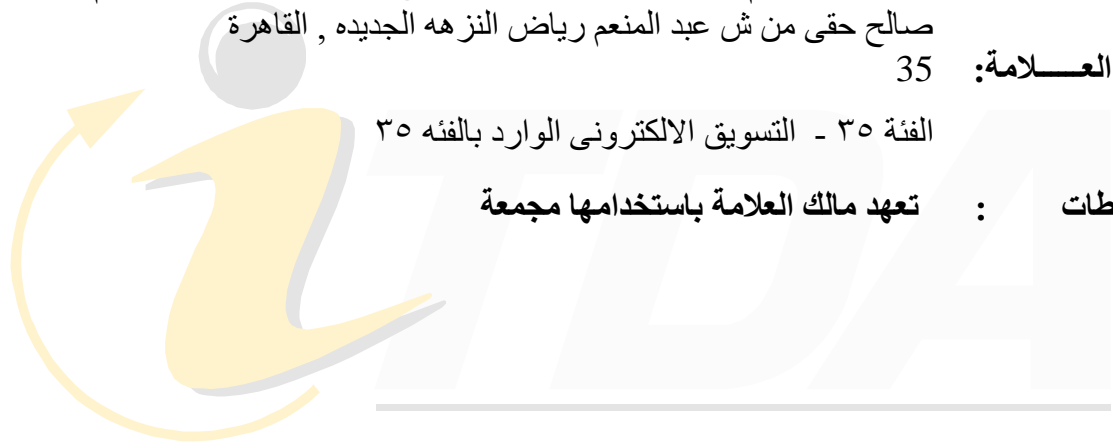 صالح حقى من ش عبد المنعم رياض النزهه الجديده , القاهرة
العـــــلامة: 35
الفئة ٣٥ - التسويق الالكترونى الوارد بالفئه ٣٥
طات : تعهد مالك العلامة باستخدامها مجمعة
iTDA